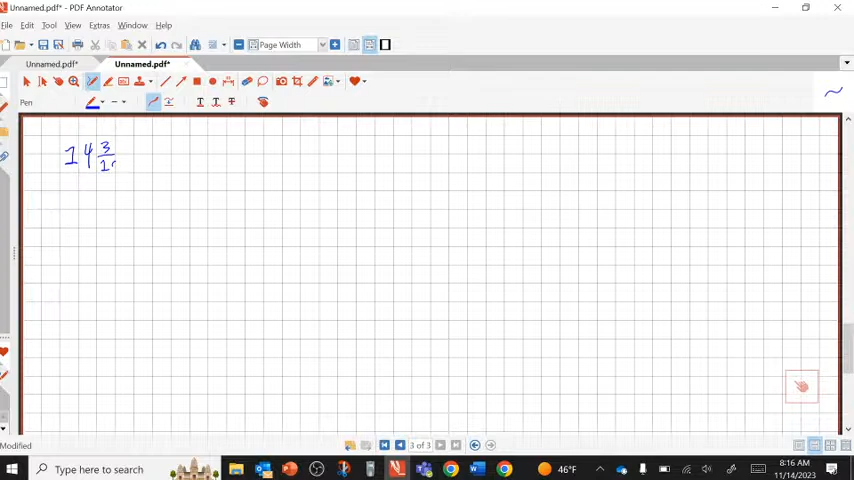 Unnamed.pdf* - PDF Annotator
File Edit Tool View Extras Window Help
Page Width
Unnamed.pdf* Unnamed.pdf*
Pen
T T T
14 3
3 of 3
Modified
Type here to search
46°F
8:16 AM
11/14/2023